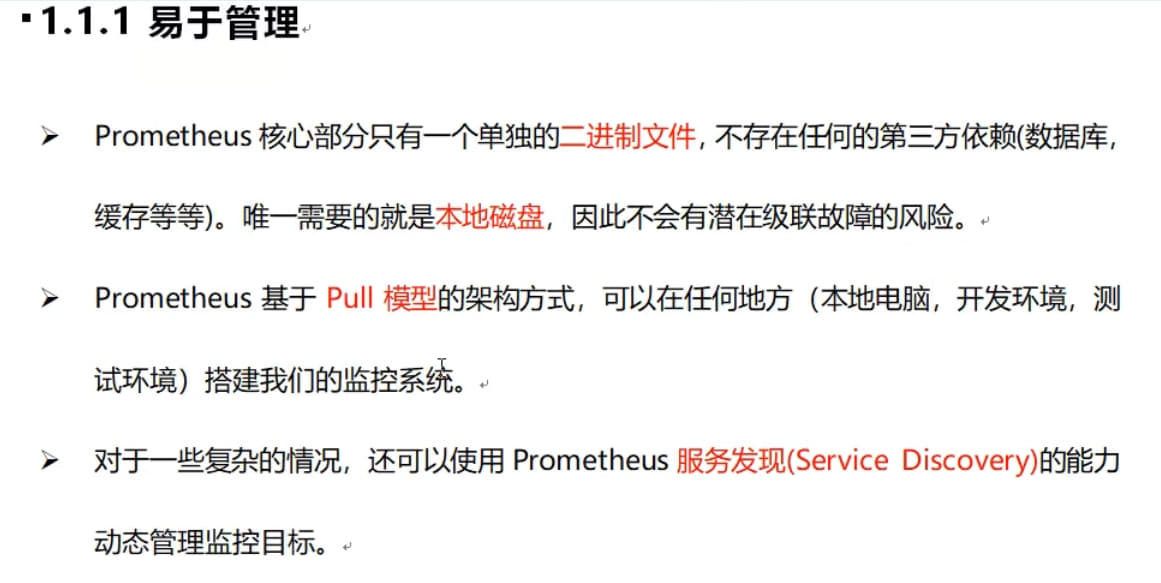 ▪1.1.1 易于管理
➢ Prometheus 核心部分只有一个单独的二进制文件，不存在任何的第三方依赖(数据库，
缓存等等)。唯一需要的就是本地磁盘，因此不会有潜在级联故障的风险。
➢ Prometheus 基于 Pull 模型的架构方式，可以在任何地方（本地电脑，开发环境，测
试环境）搭建我们的监控系统。
➢ 对于一些复杂的情况，还可以使用 Prometheus 服务发现(Service Discovery)的能力
动态管理监控目标。